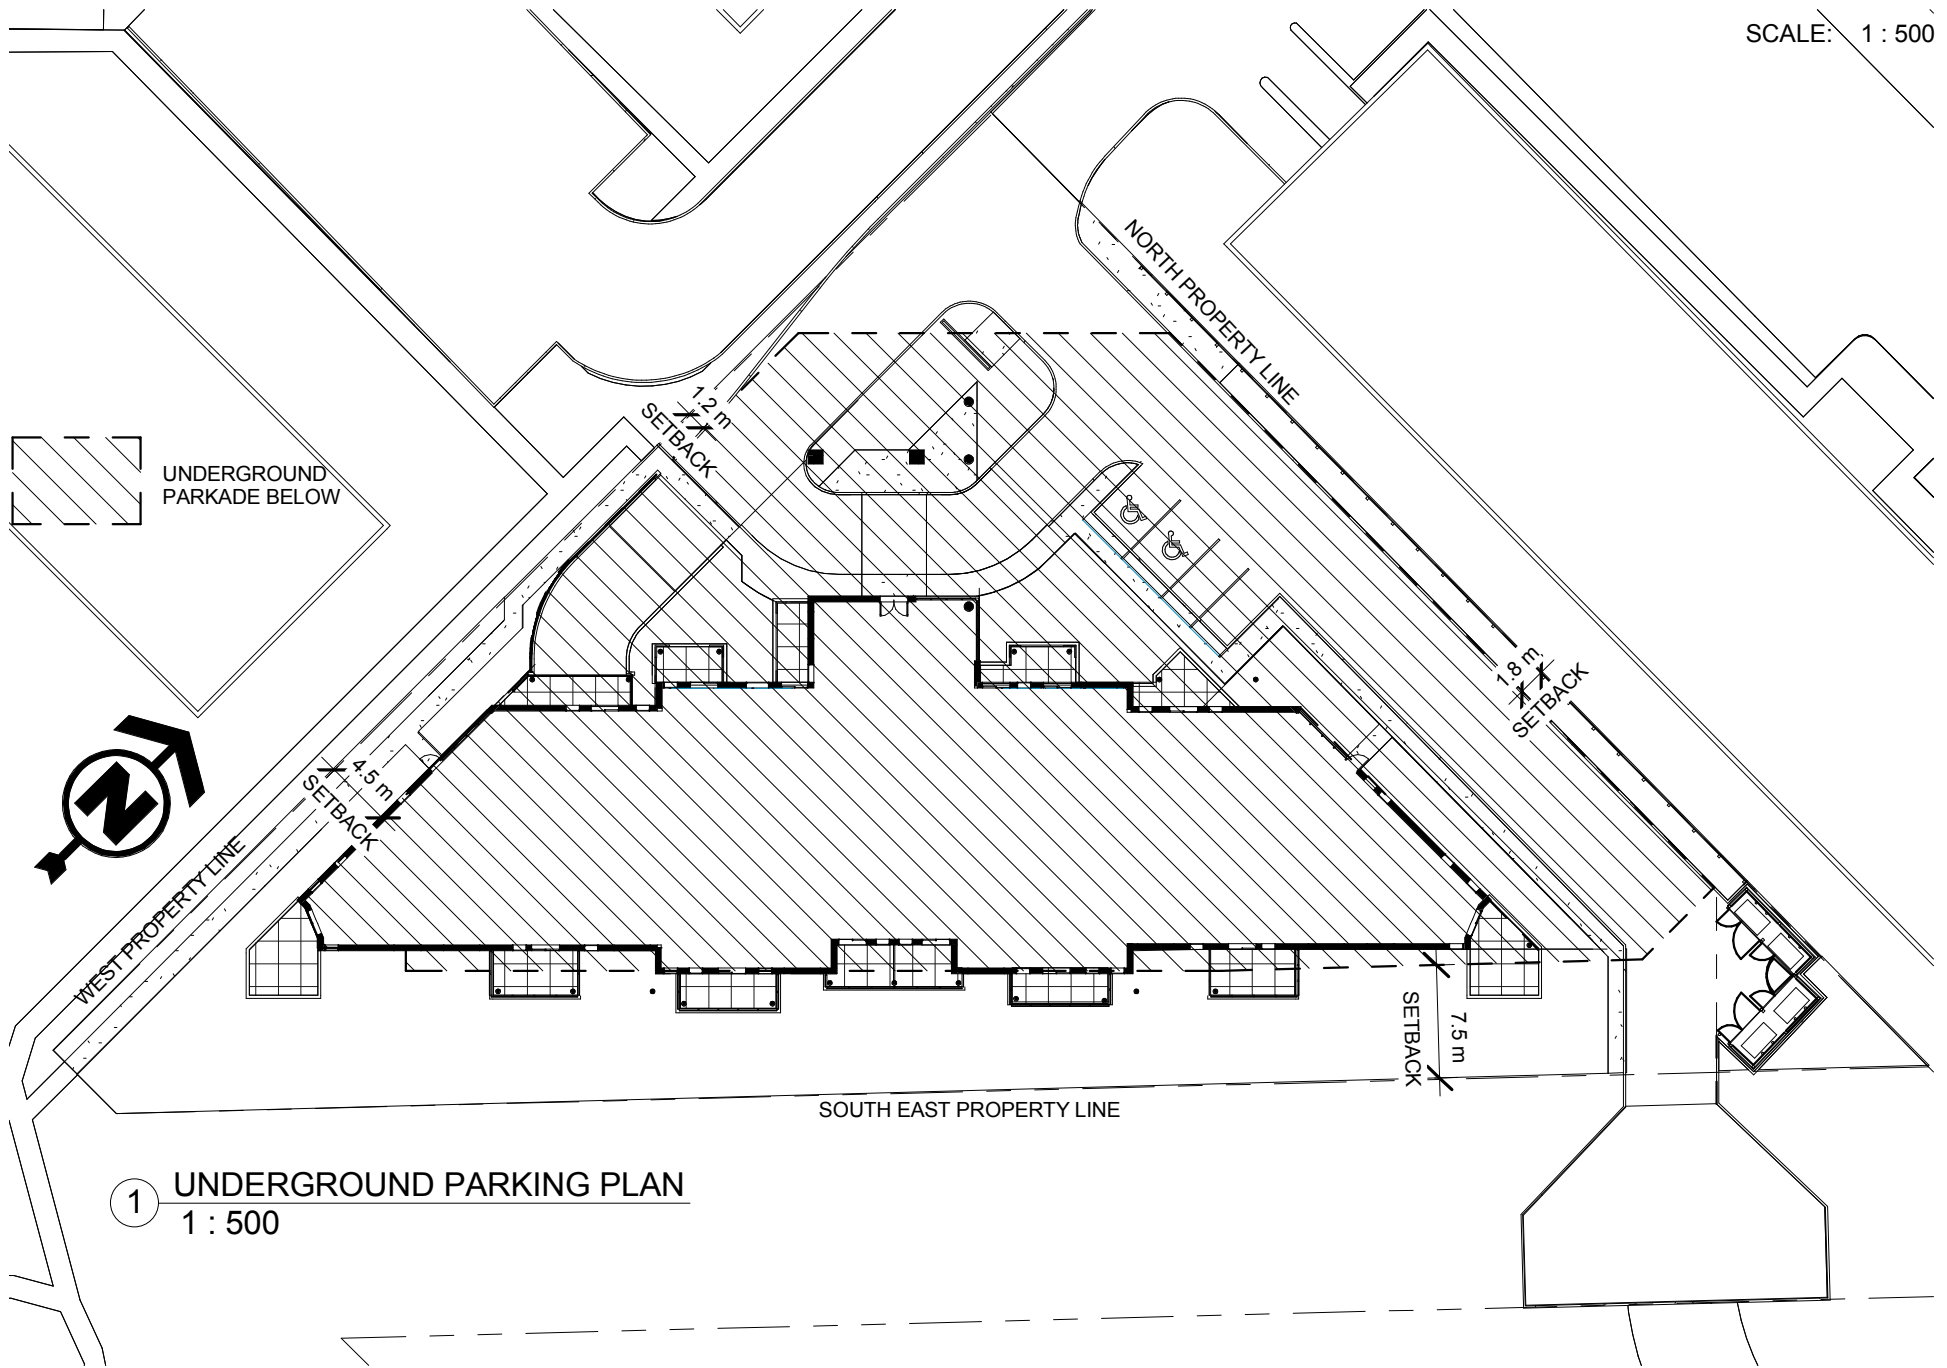 SCALE: 1 : 500
NORTH PROPERTY LINE
1.2 m
SETBACK
UNDERGROUND
PARKADE BELOW
1.8 m
SETBACK
4.5 m
SETBACK
N
WEST PROPERTY LINE
7.5 m
SETBACK
SOUTH EAST PROPERTY LINE
1 UNDERGROUND PARKING PLAN
1 : 500